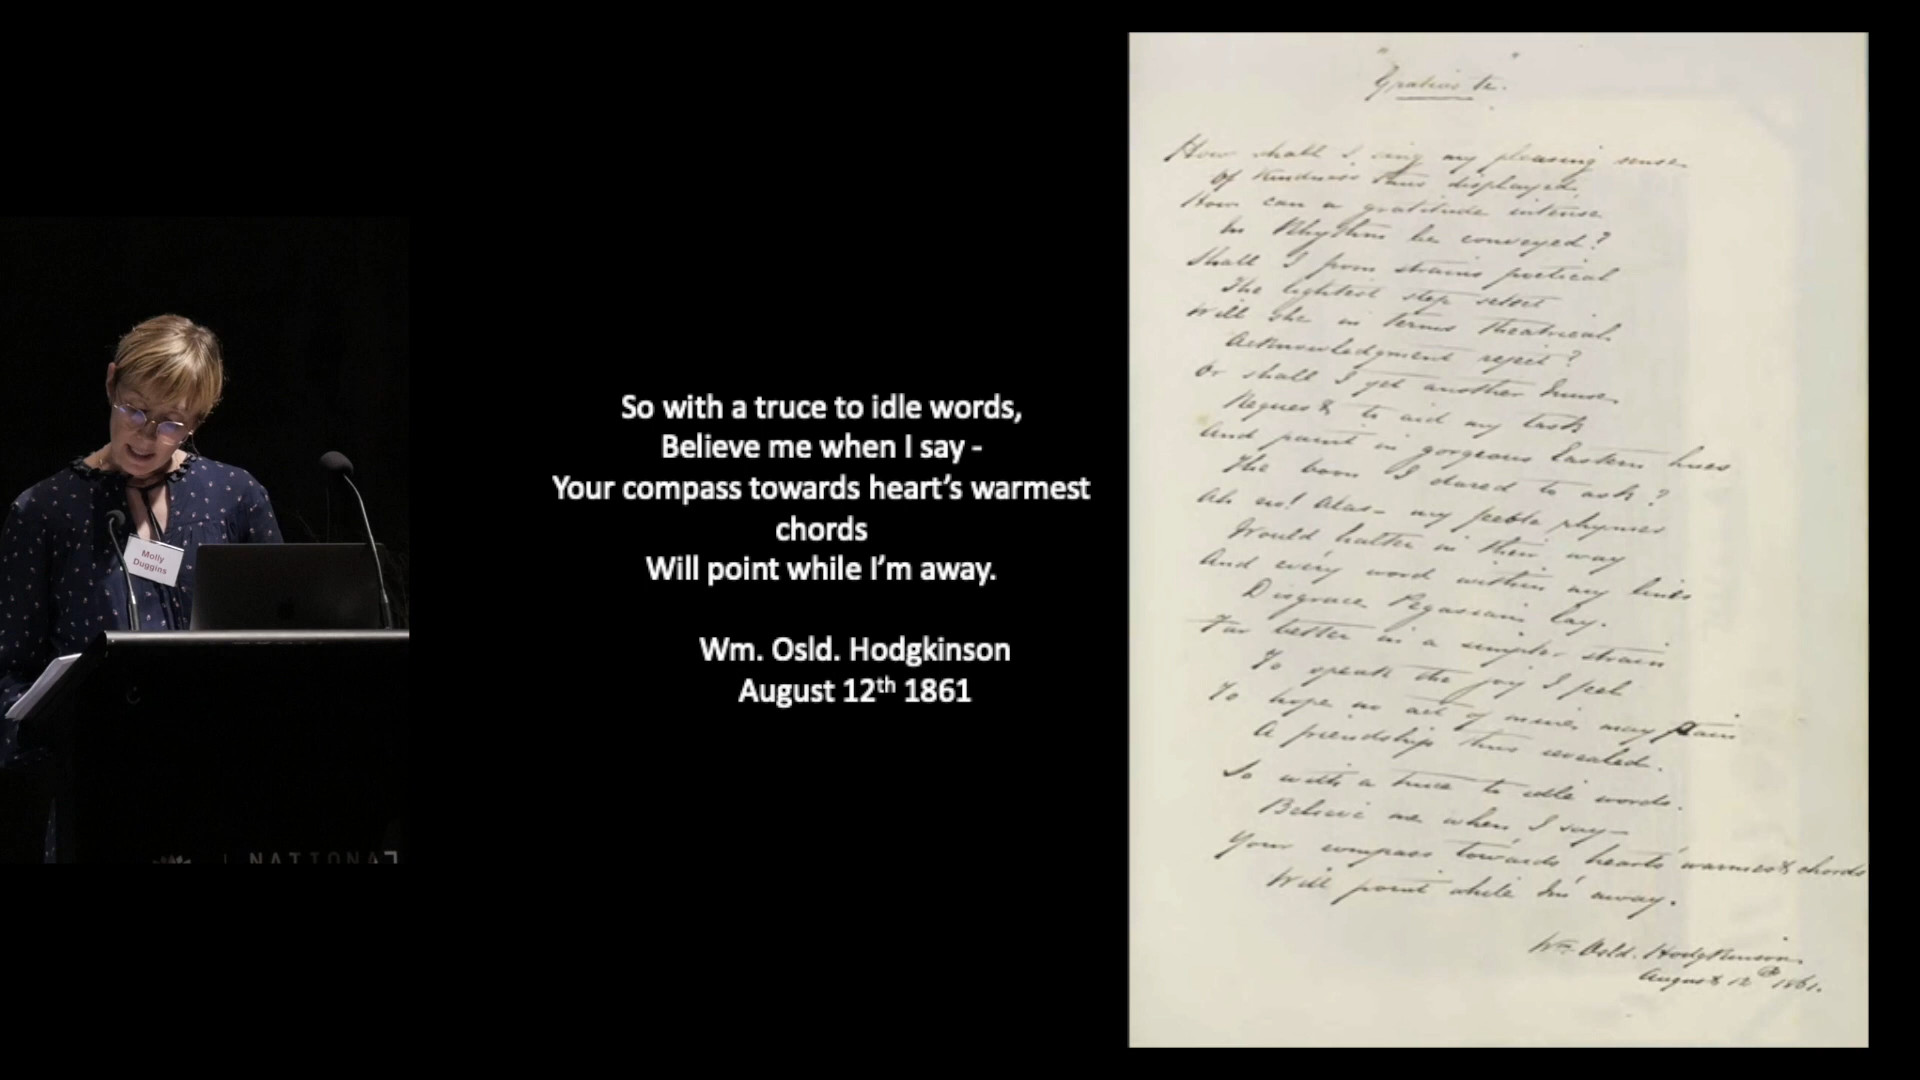 Molly
Duggins
NATIONA
So with a truce to idle words,
Believe me when I say -
Your compass towards heart's warmest
chords
Will point while I'm away.
Wm. Osld. Hodgkinson
August 12th 1861
How shall I sing my pleasing sense
Of kindness thus displayed,
How can a gratitude intense
In Rhythm be conveyed?
Shall I from strains poetical
The lightest step select
Will she in terms theatrical
Acknowledgment reject?
Or shall I get another Muse
Request to aid my task
And paint in gorgeous Eastern hues
The boon I dared to ask?
Ah no! Alas - my feeble rhymes
Would halter in their way
And every word within my lines
Disgrace Pegasian lay.
Far better in a simpler strain
To speak the joy I feel
To hope no act of mine may
A friendship thus revealed.
So with a truce to idle words.
Believe me when I say -
Your compass towards hearts warmest chords
Will point while I'm away.
Wm. Osld. Hodgkinson
August 12th 1861.